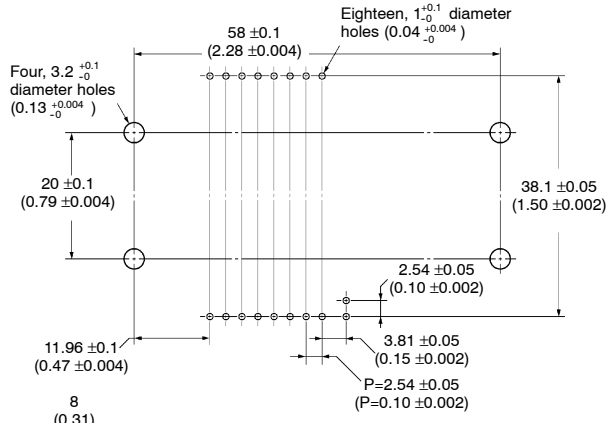 Eighteen, 1 +0.1 -0 diameter
holes (0.04 +0.004 -0 )
58 ±0.1
(2.28 ±0.004)
Four, 3.2 +0.1 -0
diameter holes
(0.13 +0.004 -0 )
20 ±0.1
(0.79 ±0.004)
38.1 ±0.05
(1.50 ±0.002)
2.54 ±0.05
(0.10 ±0.002)
11.96 ±0.1
(0.47 ±0.004)
3.81 ±0.05
(0.15 ±0.002)
P=2.54 ±0.05
(P=0.10 ±0.002)
8
(0.31)